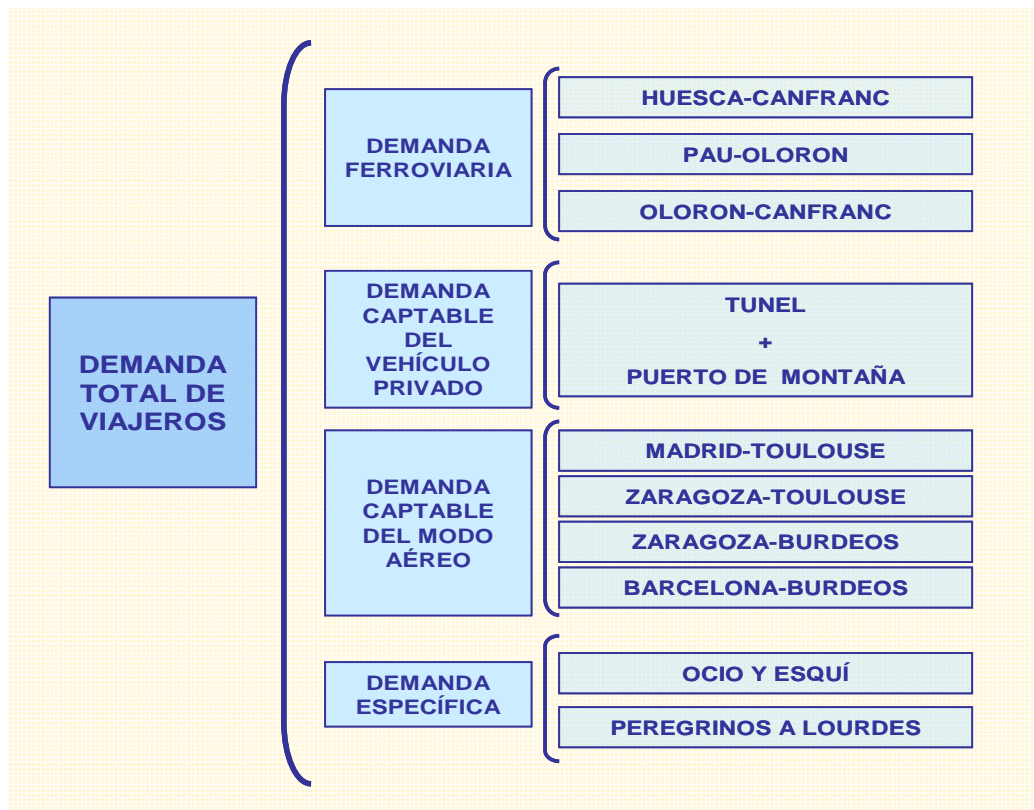 DEMANDA
TOTAL DE
VIAJEROS
DEMANDA
FERROVIARIA
HUESCA-CANFRANC
PAU-OLORON
OLORON-CANFRANC
DEMANDA
CAPTABLE
DEL
VEHÍCULO
PRIVADO
TUNEL
+
PUERTO DE MONTAÑA
DEMANDA
CAPTABLE
DEL MODO
AÉREO
MADRID-TOULOUSE
ZARAGOZA-TOULOUSE
ZARAGOZA-BURDEOS
BARCELONA-BURDEOS
DEMANDA
ESPECÍFICA
OCIO Y ESQUÍ
PEREGRINOS A LOURDES